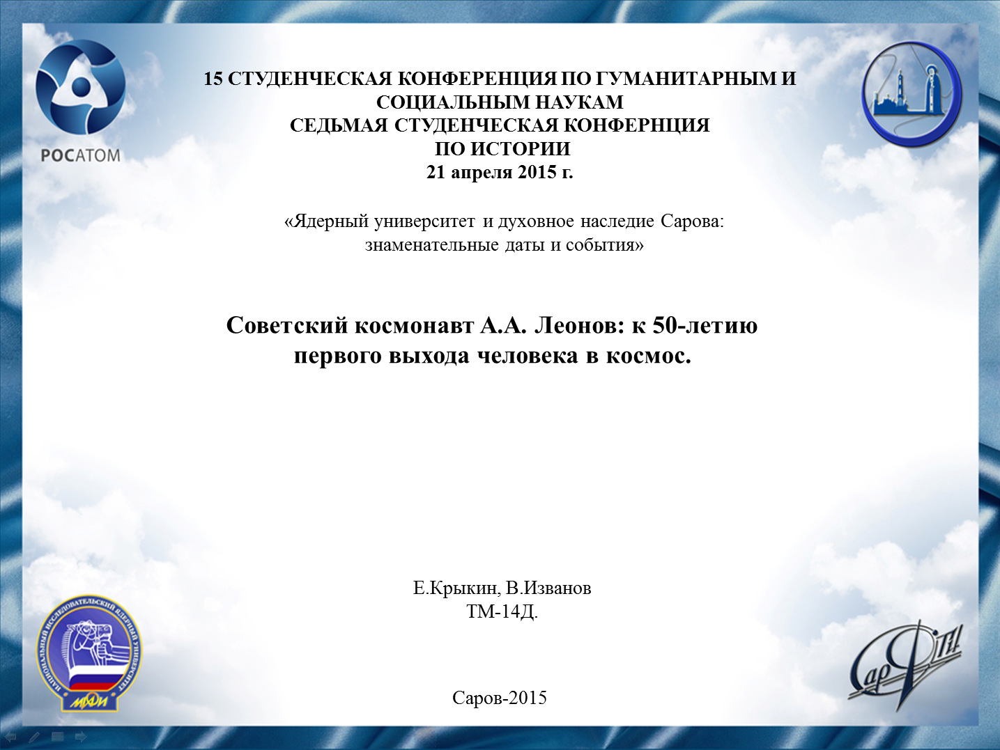 РОСАТОМ
15 СТУДЕНЧЕСКАЯ КОНФЕРЕНЦИЯ ПО ГУМАНИТАРНЫМ И
СОЦИАЛЬНЫМ НАУКАМ
СЕДЬМАЯ СТУДЕНЧЕСКАЯ КОНФЕРНЦИЯ
ПО ИСТОРИИ
21 апреля 2015 г.
«Ядерный университет и духовное наследие Сарова:
знаменательные даты и события»
Советский космонавт А.А. Леонов: к 50-летию
первого выхода человека в космос.
Е.Крыкин, В.Изванов
ТМ-14Д.
НАЦИОНАЛЬНЫЙ ИССЛЕДОВАТЕЛЬСКИЙ ЯДЕРНЫЙ УНИВЕРСИТЕТ
МИФИ
СарФТИ
Саров-2015